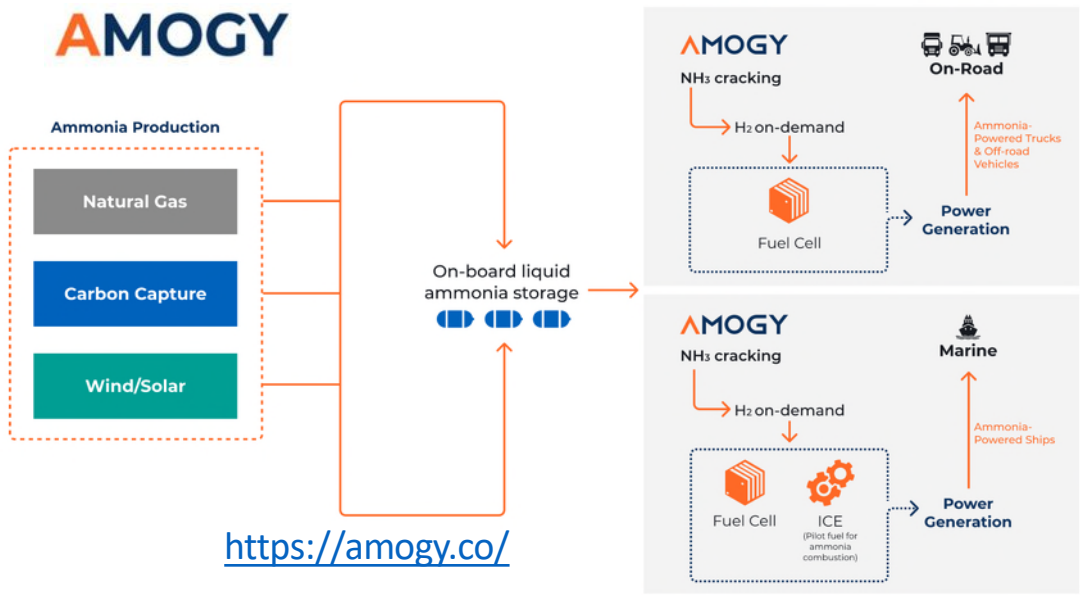 AMOGY
Ammonia Production
Natural Gas
Carbon Capture
Wind/Solar
On-board liquid
ammonia storage
https://amogy.co/
AMOGY
NH₃ cracking
H₂ on-demand
Fuel Cell
Power
Generation
Ammonia-
Powered Trucks
& Off-road
Vehicles
On-Road
AMOGY
NH₃ cracking
H₂ on-demand
Fuel Cell
ICE
(Pilot fuel for
ammonia
combustion)
Power
Generation
Ammonia-
Powered Ships
Marine